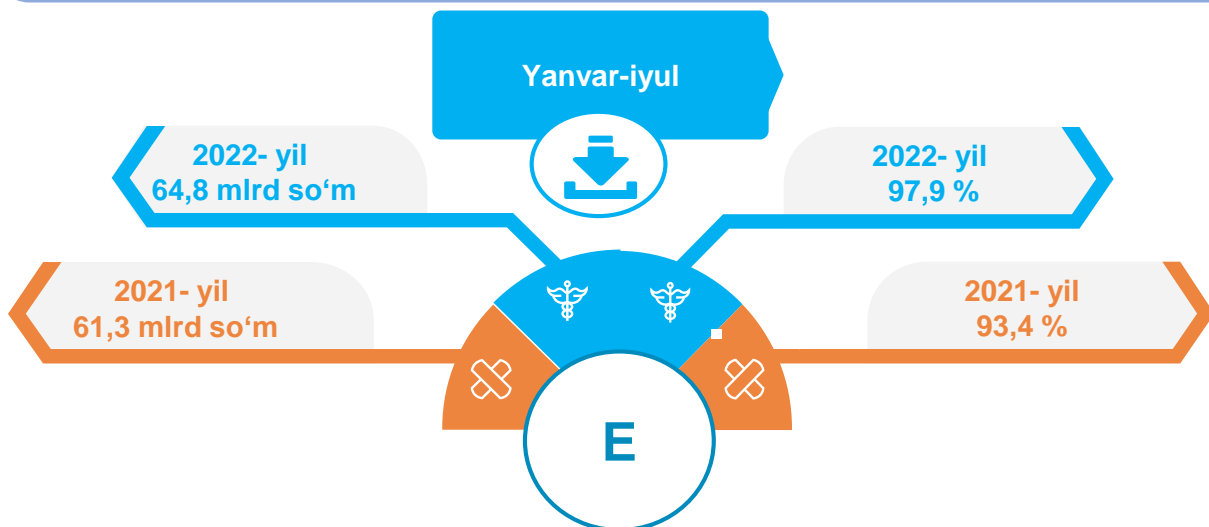 Yanvar-iyul
2022- yil
64,8 mlrd so‘m
2022- yil
97,9 %
2021- yil
61,3 mlrd so‘m
2021- yil
93,4 %
E